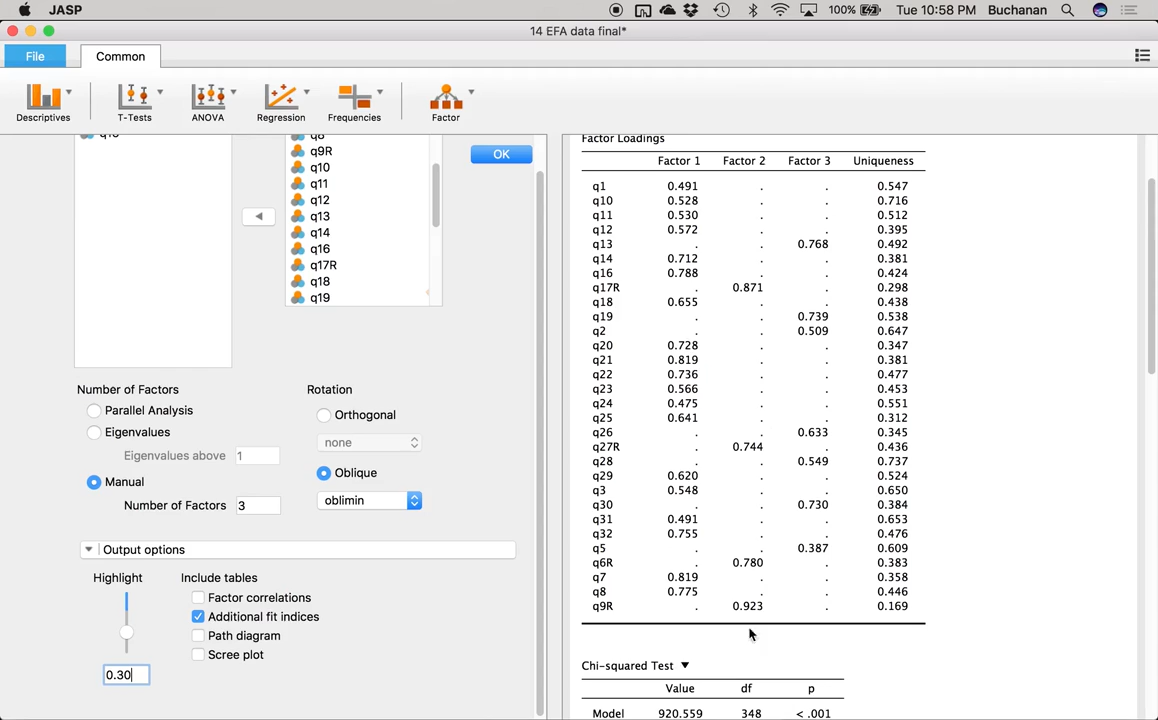 JASP 100% Tue 10:58 PM Buchanan
14 EFA data final*
File Common
Descriptives T-Tests ANOVA Regression Frequencies Factor
q8
q9R
q10
q11
q12
q13
q14
q16
q17R
q18
q19
OK
Number of Factors
Parallel Analysis
Eigenvalues
Eigenvalues above 1
Manual
Number of Factors 3
Rotation
Orthogonal
none
Oblique
oblimin
Output options
Highlight
0.30
Include tables
Factor correlations
Additional fit indices
Path diagram
Scree plot
Factor Loadings
Factor 1 Factor 2 Factor 3 Uniqueness
q1 0.491 . . 0.547
q10 0.528 . . 0.716
q11 0.530 . . 0.512
q12 0.572 . . 0.395
q13 . . 0.768 0.492
q14 0.712 . . 0.381
q16 0.788 . . 0.424
q17R . 0.871 . 0.298
q18 0.655 . . 0.438
q19 . . 0.739 0.538
q2 . . 0.509 0.647
q20 0.728 . . 0.347
q21 0.819 . . 0.381
q22 0.736 . . 0.477
q23 0.566 . . 0.453
q24 0.475 . . 0.551
q25 0.641 . . 0.312
q26 . . 0.633 0.345
q27R . 0.744 . 0.436
q28 . . 0.549 0.737
q29 0.620 . . 0.524
q3 0.548 . . 0.650
q30 . . 0.730 0.384
q31 0.491 . . 0.653
q32 0.755 . . 0.476
q5 . . 0.387 0.609
q6R . 0.780 . 0.383
q7 0.819 . . 0.358
q8 0.775 . . 0.446
q9R . 0.923 . 0.169
Chi-squared Test
Value df p
Model 920.559 348 < .001